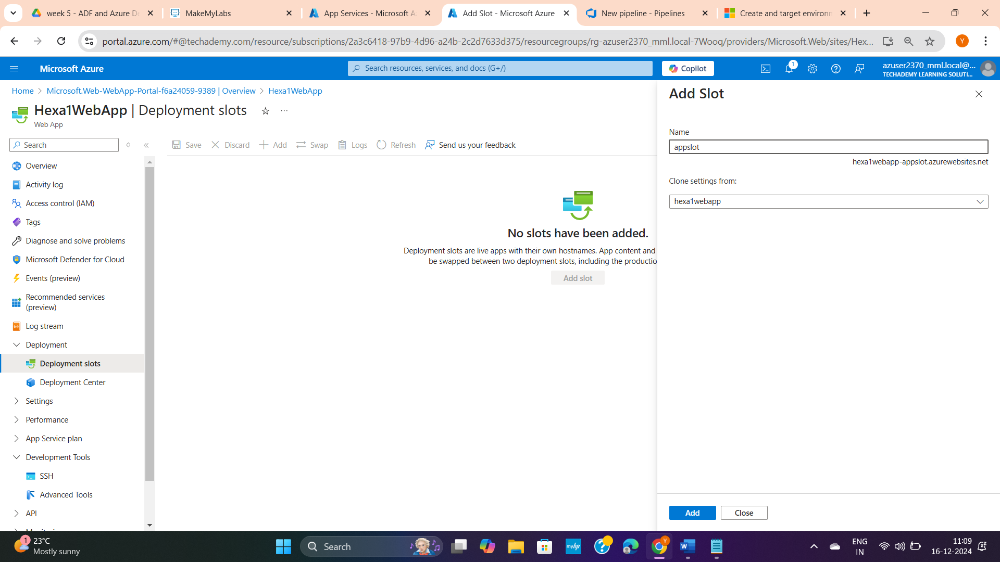 week 5 - ADF and Azure De
MakeMyLabs
App Services - Microsoft A
Add Slot - Microsoft Azure
New pipeline - Pipelines
Create and target environm
portal.azure.com/#@techademy.com/resource/subscriptions/2a3c6418-97b9-4d96-a24b-2c2d7633d375/resourcegroups/rg-azuser2370_mml.local-7Wooq/providers/Microsoft.Web/sites/Hex...
Y
Microsoft Azure
Search resources, services, and docs (G+/)
Copilot
1
azuser2370_mml.local@...
TECHADEMY LEARNING SOLUTI...
Home > Microsoft.Web-WebApp-Portal-f6a24059-9389 | Overview > Hexa1WebApp
Hexa1WebApp | Deployment slots
Web App
Search
Save
Discard
Add
Swap
Logs
Refresh
Send us your feedback
Overview
Activity log
Access control (IAM)
Tags
Diagnose and solve problems
Microsoft Defender for Cloud
Events (preview)
Recommended services
(preview)
Log stream
Deployment
Deployment slots
Deployment Center
Settings
Performance
App Service plan
Development Tools
SSH
Advanced Tools
API
No slots have been added.
Deployment slots are live apps with their own hostnames. App content and
be swapped between two deployment slots, including the productio
Add slot
Add Slot
Name
appslot
hexa1webapp-appslot.azurewebsites.net
Clone settings from:
hexa1webapp
Add
Close
1
23°C
Mostly sunny
Search
myhp
Y
W
ENG
IN
11:09
16-12-2024